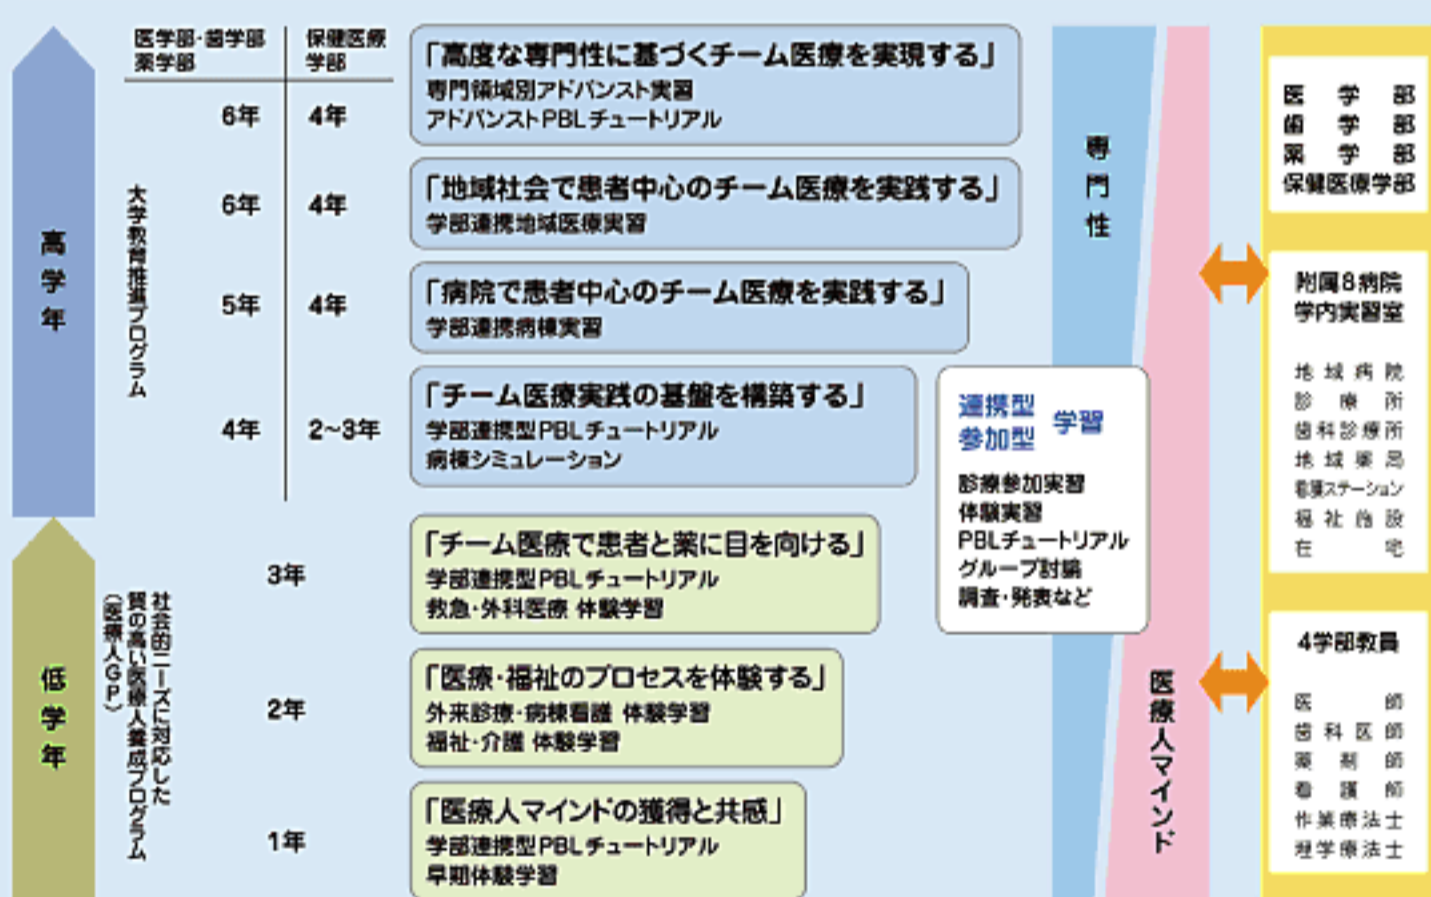 高学年
低学年
大学教育推進プログラム
社会的ニーズに対応した
質の高い医療人養成プログラム
(医療人GP)
医学部・歯学部
薬学部
保健医療
学部
6年
4年
「高度な専門性に基づくチーム医療を実現する」
専門領域別アドバンスト実習
アドバンストPBLチュートリアル
6年
4年
「地域社会で患者中心のチーム医療を実践する」
学部連携地域医療実習
5年
4年
「病院で患者中心のチーム医療を実践する」
学部連携病棟実習
4年
2~3年
「チーム医療実践の基盤を構築する」
学部連携型PBLチュートリアル
病棟シミュレーション
3年
「チーム医療で患者と薬に目を向ける」
学部連携型PBLチュートリアル
救急・外科医療 体験学習
2年
「医療・福祉のプロセスを体験する」
外来診療・病棟看護 体験学習
福祉・介護 体験学習
1年
「医療人マインドの獲得と共感」
学部連携型PBLチュートリアル
早期体験学習
専門性
医療人マインド
連携型
参加型
学習
診療参加実習
体験実習
PBLチュートリアル
グループ討論
調査・発表など
医学部
歯学部
薬学部
保健医療学部
附属8病院
学内実習室
地域病院
診療所
歯科診療所
地域薬局
看護ステーション
福祉施設
在宅
4学部教員
医師
歯科医師
薬剤師
看護師
作業療法士
理学療法士